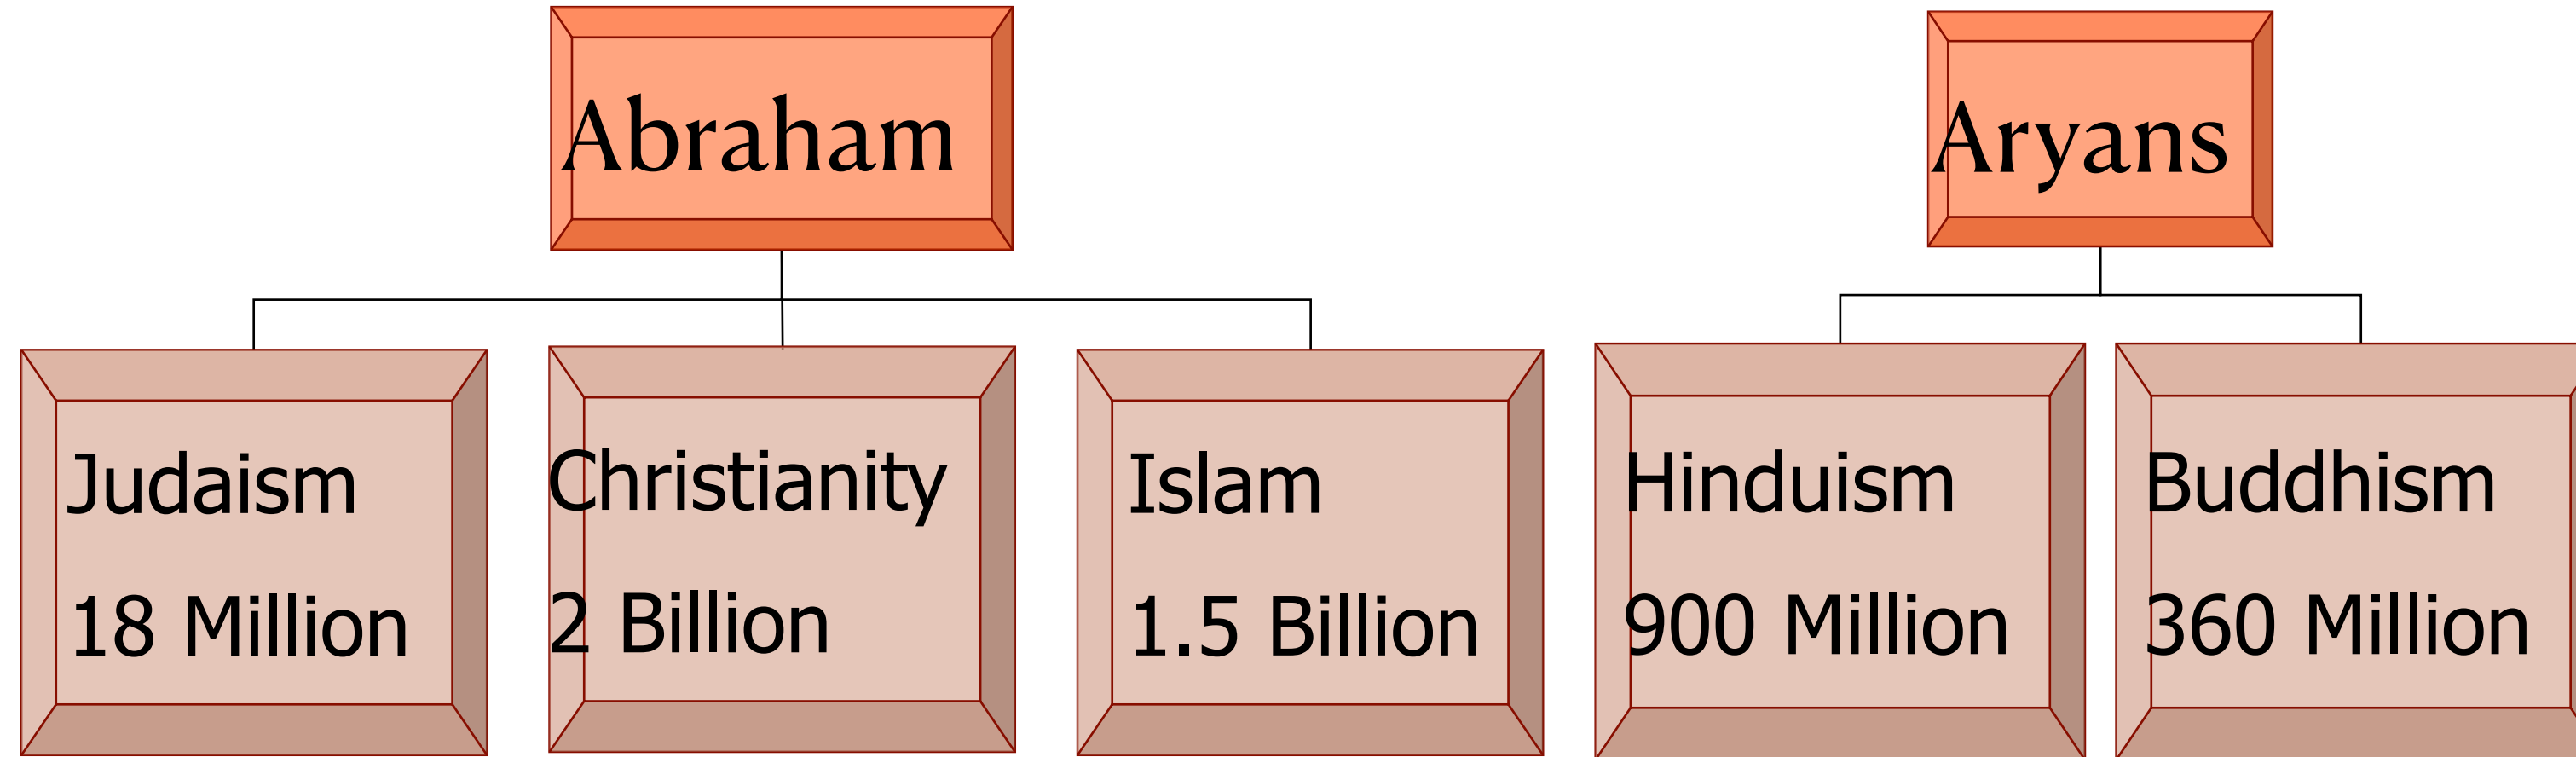 Abraham
Aryans
Judaism
18 Million
Christianity
2 Billion
Islam
1.5 Billion
Hinduism
900 Million
Buddhism
360 Million